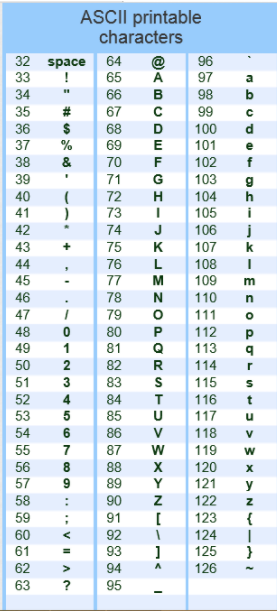 ASCII printable
characters
32 space 64 @ 96 `
33 ! 65 A 97 a
34 " 66 B 98 b
35 # 67 C 99 c
36 $ 68 D 100 d
37 % 69 E 101 e
38 & 70 F 102 f
39 ' 71 G 103 g
40 ( 72 H 104 h
41 ) 73 I 105 i
42 * 74 J 106 j
43 + 75 K 107 k
44 , 76 L 108 l
45 - 77 M 109 m
46 . 78 N 110 n
47 / 79 O 111 o
48 0 80 P 112 p
49 1 81 Q 113 q
50 2 82 R 114 r
51 3 83 S 115 s
52 4 84 T 116 t
53 5 85 U 117 u
54 6 86 V 118 v
55 7 87 W 119 w
56 8 88 X 120 x
57 9 89 Y 121 y
58 : 90 Z 122 z
59 ; 91 [ 123 {
60 < 92 \ 124 |
61 = 93 ] 125 }
62 > 94 ^ 126 ~
63 ? 95 _